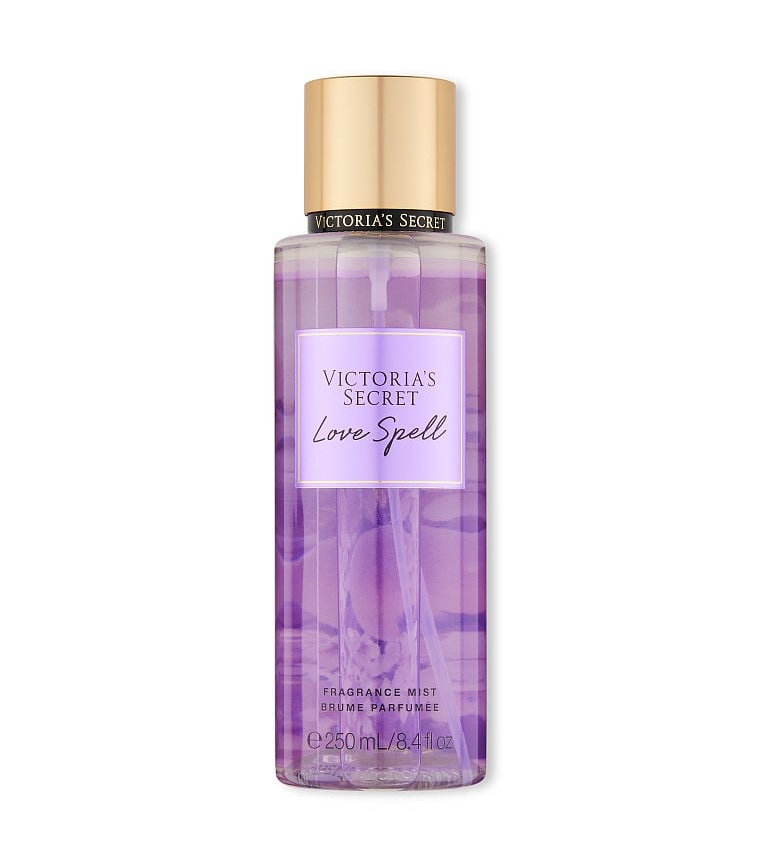 VICTORIA'S SECRET
VICTORIA'S
SECRET
Love Spell
FRAGRANCE MIST
BRUME PARFUMÉE
℮250 mL/8.4 fl oz